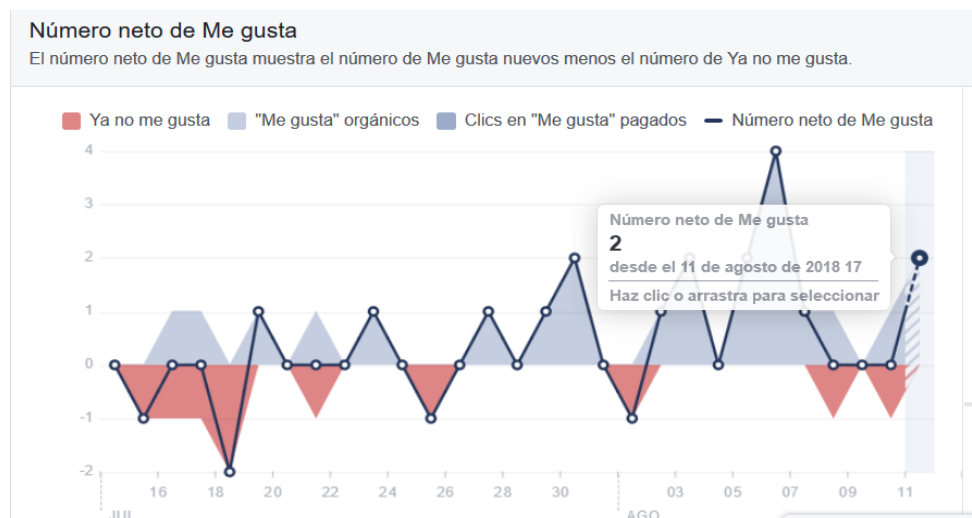 Número neto de Me gusta
El número neto de Me gusta muestra el número de Me gusta nuevos menos el número de Ya no me gusta.
Ya no me gusta "Me gusta" orgánicos Clics en "Me gusta" pagados Número neto de Me gusta
4
3
Número neto de Me gusta
2
desde el 11 de agosto de 2018 17
Haz clic o arrastra para seleccionar
2
1
0
-1
-2
16 18 20 22 24 26 28 30 03 05 07 09 11
JUL AGO